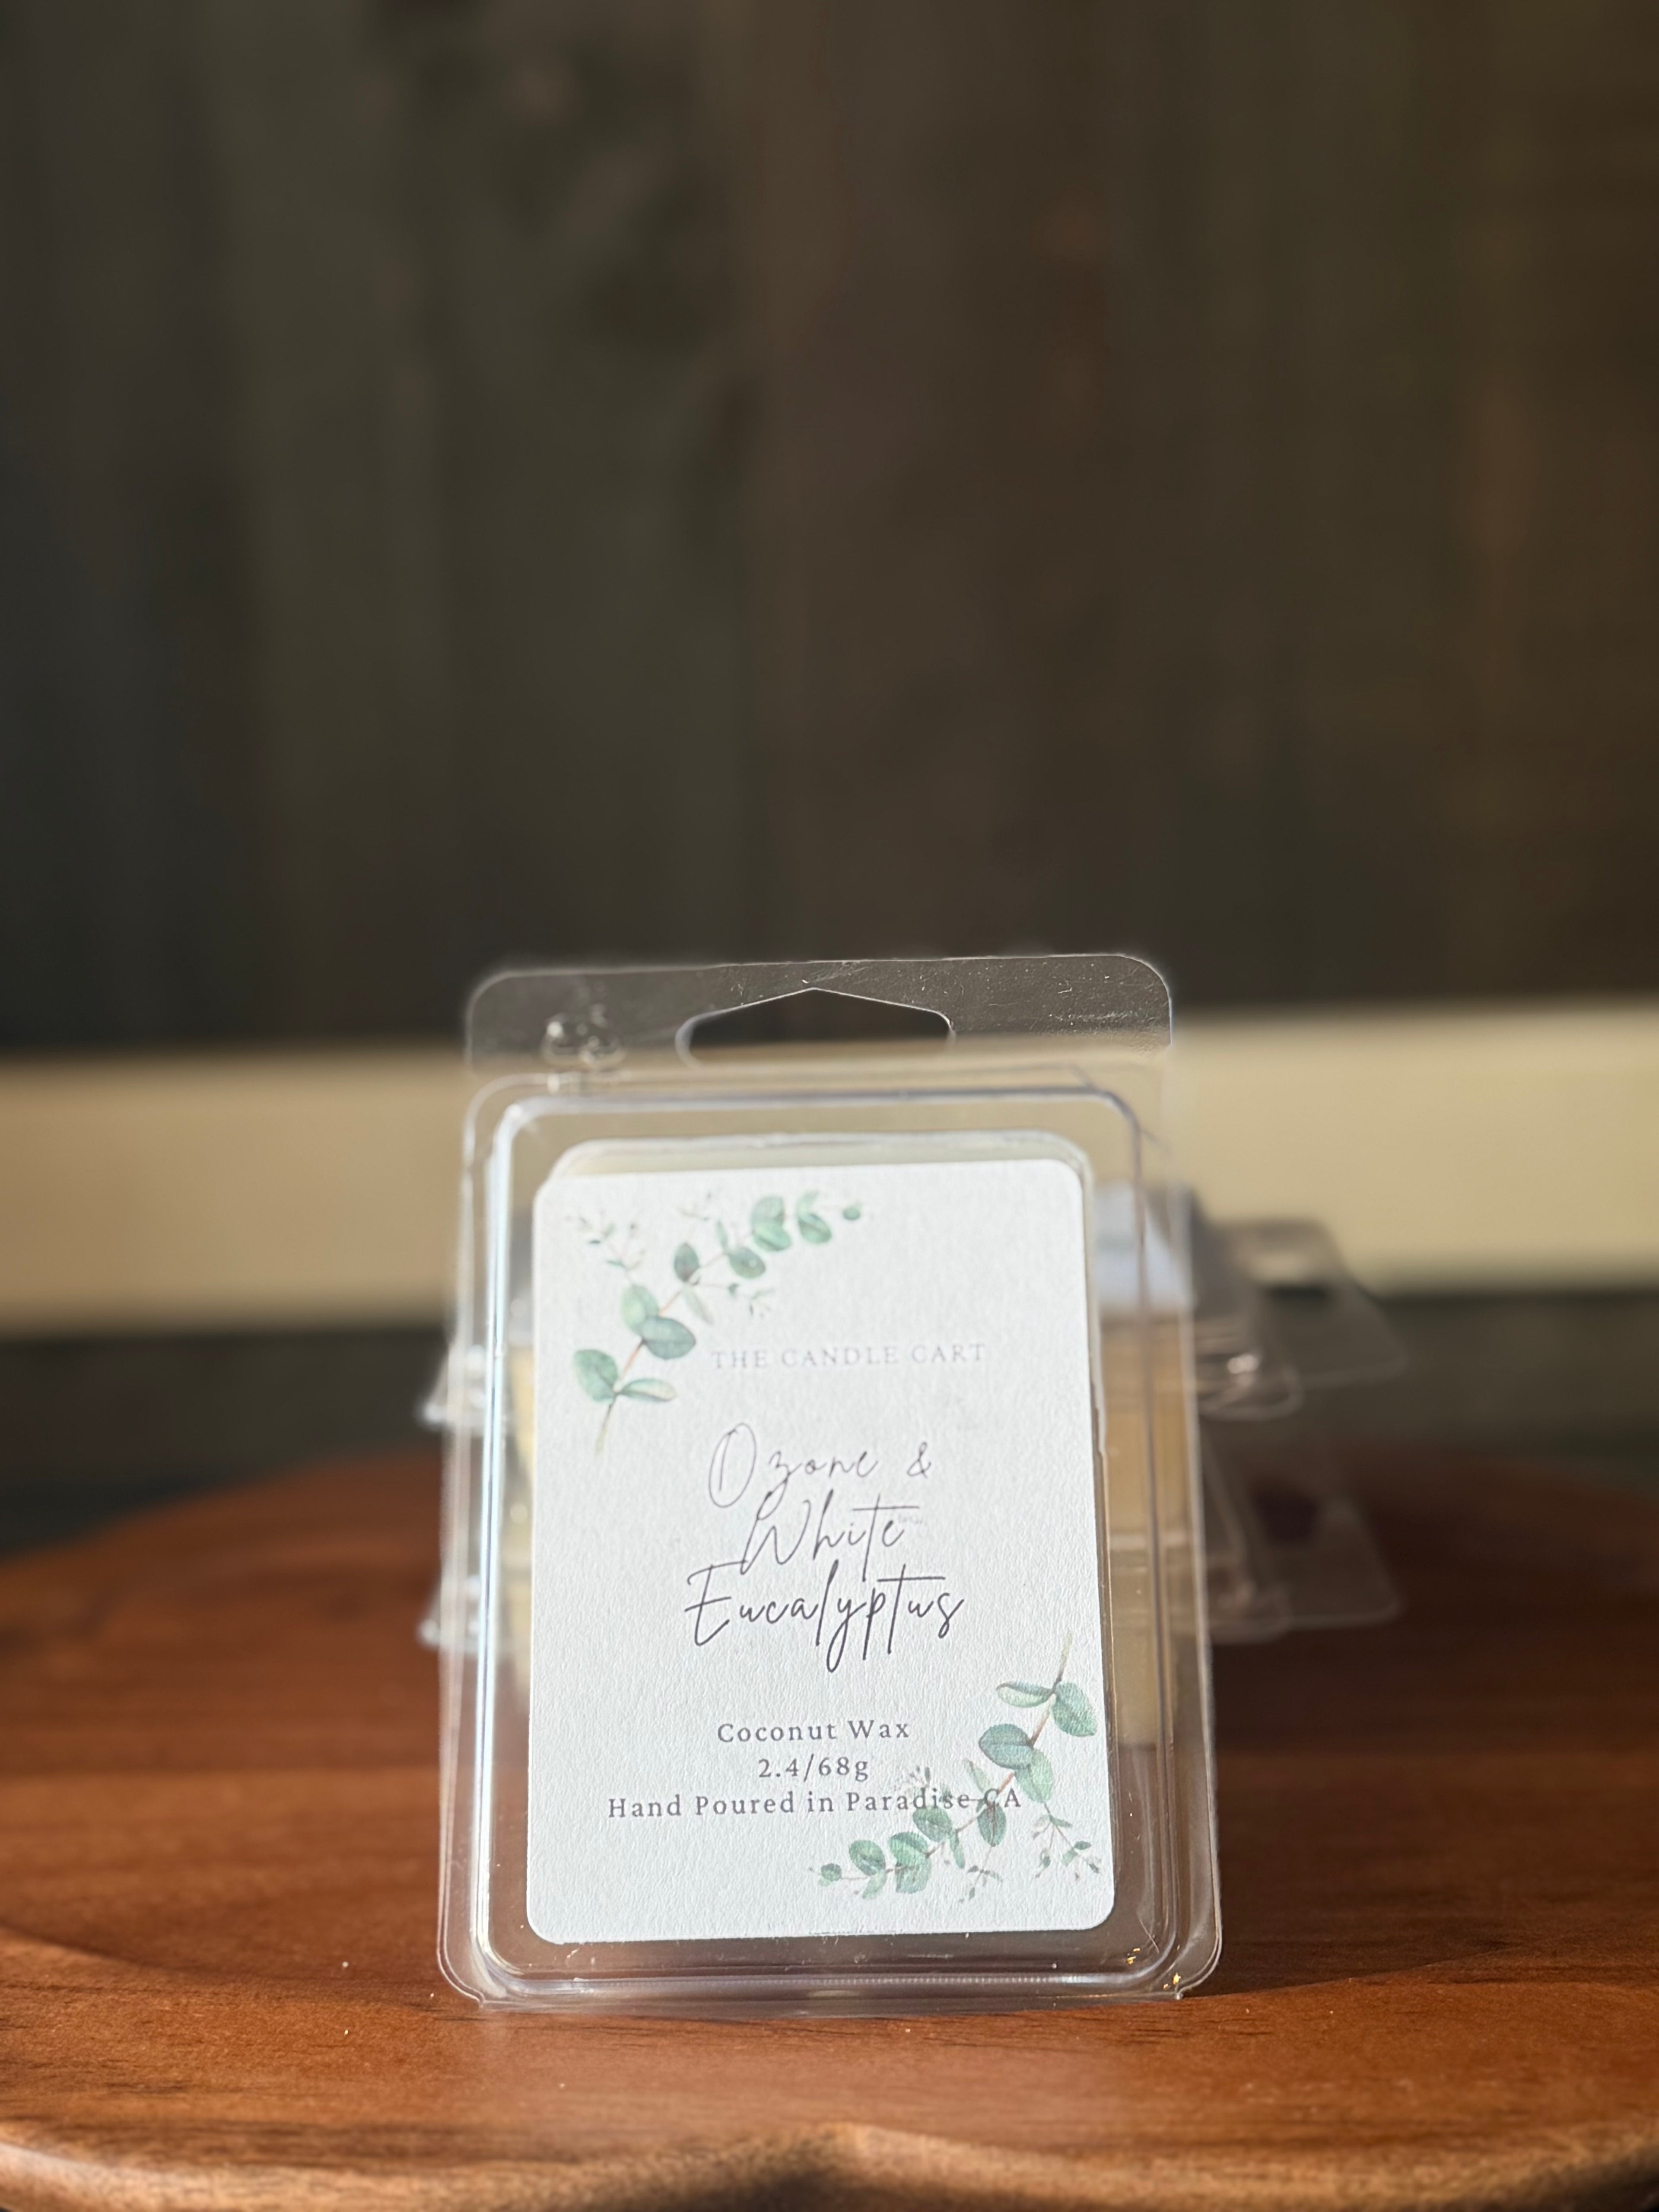 THE CANDLE CART
Ozone &
White
Eucalyptus
Coconut Wax
2.4/68g
Hand Poured in Paradise CA